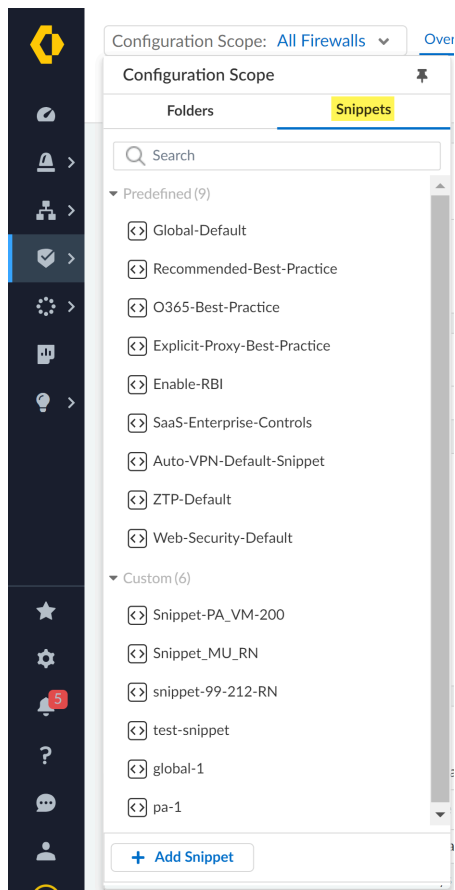 Configuration Scope: All Firewalls
Configuration Scope
Folders
Snippets
Search
Predefined (9)
Global-Default
Recommended-Best-Practice
O365-Best-Practice
Explicit-Proxy-Best-Practice
Enable-RBI
SaaS-Enterprise-Controls
Auto-VPN-Default-Snippet
ZTP-Default
Web-Security-Default
Custom (6)
Snippet-PA_VM-200
Snippet_MU_RN
snippet-99-212-RN
test-snippet
global-1
pa-1
+ Add Snippet
5